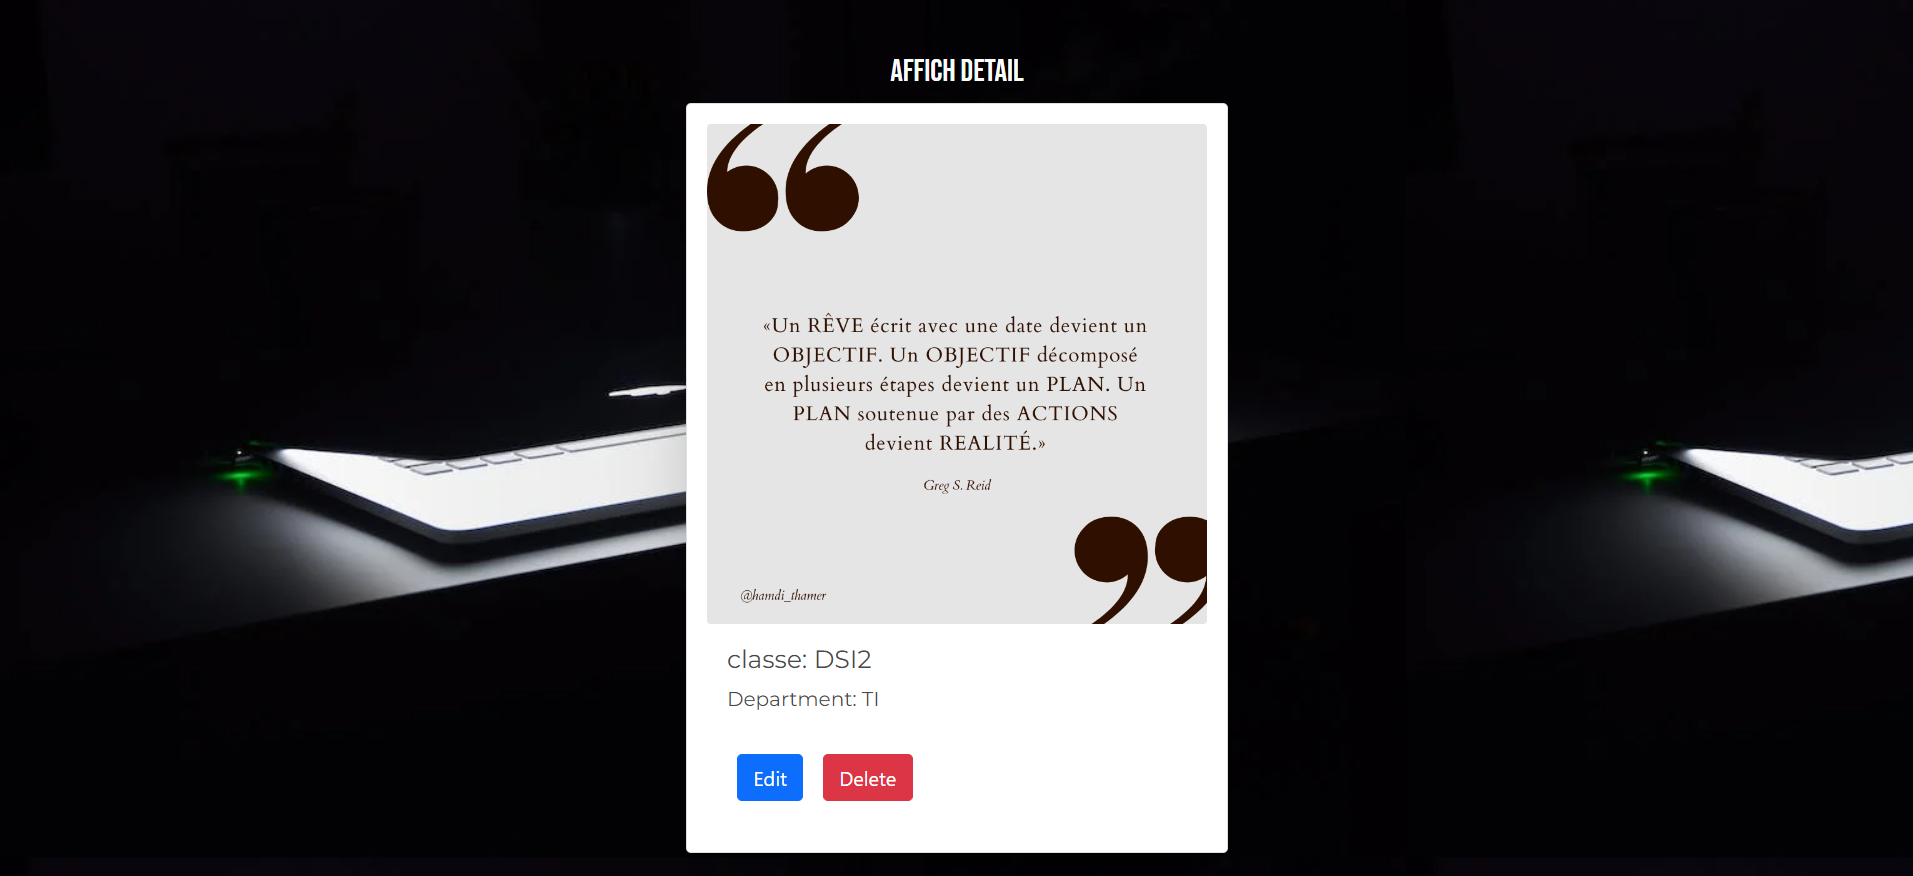 AFFICH DETAIL
«Un RÊVE écrit avec une date devient un
OBJECTIF. Un OBJECTIF décomposé
en plusieurs étapes devient un PLAN. Un
PLAN soutenue par des ACTIONS
devient REALITÉ.»
Greg S. Reid
@hamdi_thamer
classe: DSI2
Department: TI
Edit Delete